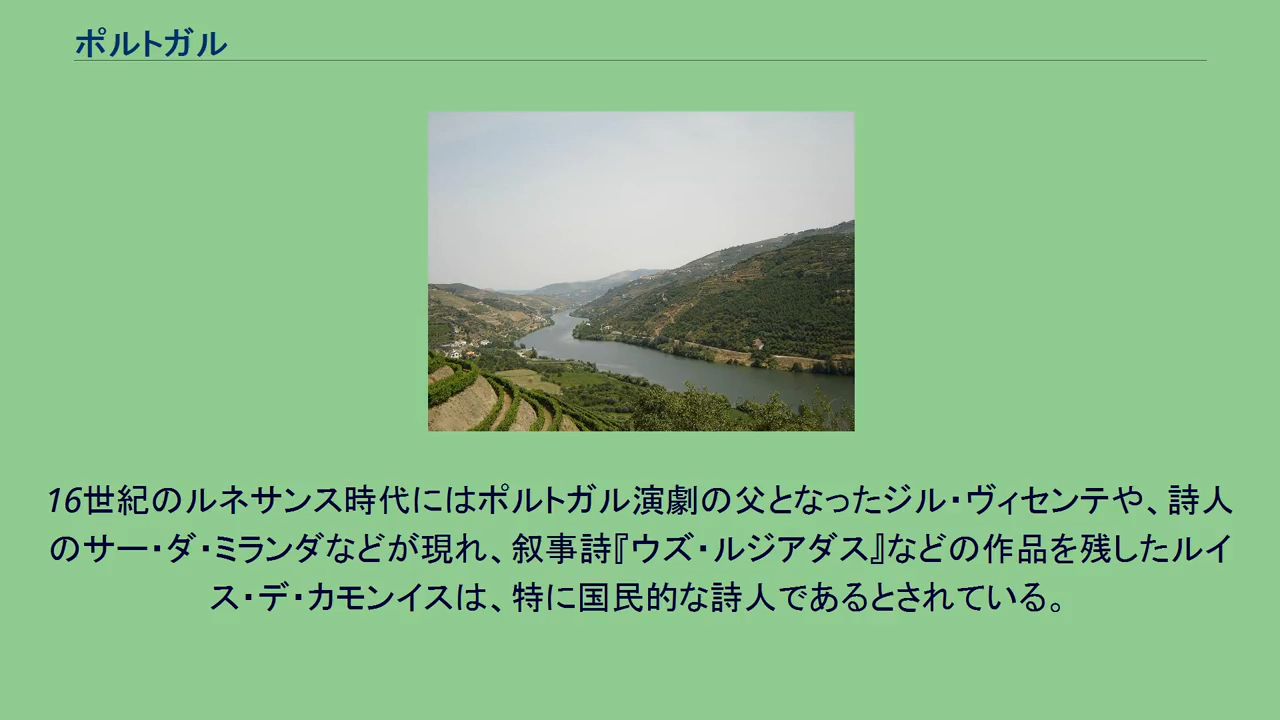 ポルトガル
16世紀のルネサンス時代にはポルトガル演劇の父となったジル・ヴィセンテや、詩人
のサー・ダ・ミランダなどが現れ、叙事詩『ウズ・ルジアダス』などの作品を残したルイ
ス・デ・カモンイスは、特に国民的な詩人であるとされている。